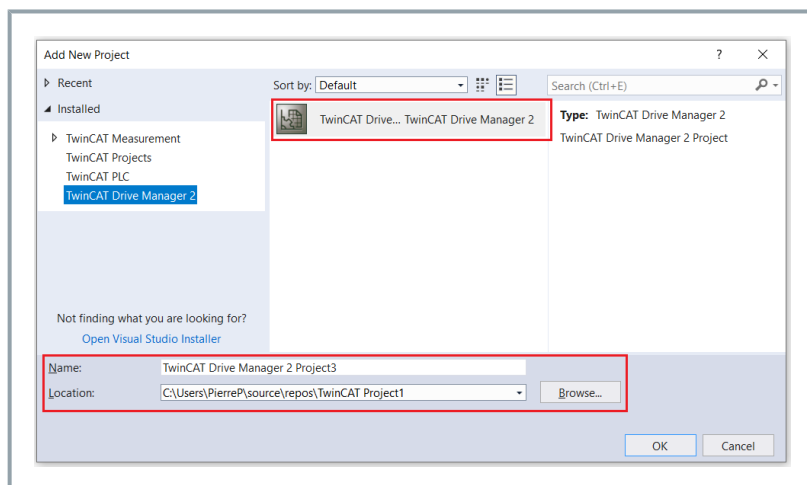 Add New Project
? ×
Recent
Sort by: Default
Search (Ctrl+E)
Installed
TwinCAT Measurement
TwinCAT Projects
TwinCAT PLC
TwinCAT Drive Manager 2
TwinCAT Drive... TwinCAT Drive Manager 2
Type: TwinCAT Drive Manager 2
TwinCAT Drive Manager 2 Project
Not finding what you are looking for?
Open Visual Studio Installer
Name: TwinCAT Drive Manager 2 Project3
Location: C:\Users\PierreP\source\repos\TwinCAT Project1
Browse...
OK Cancel